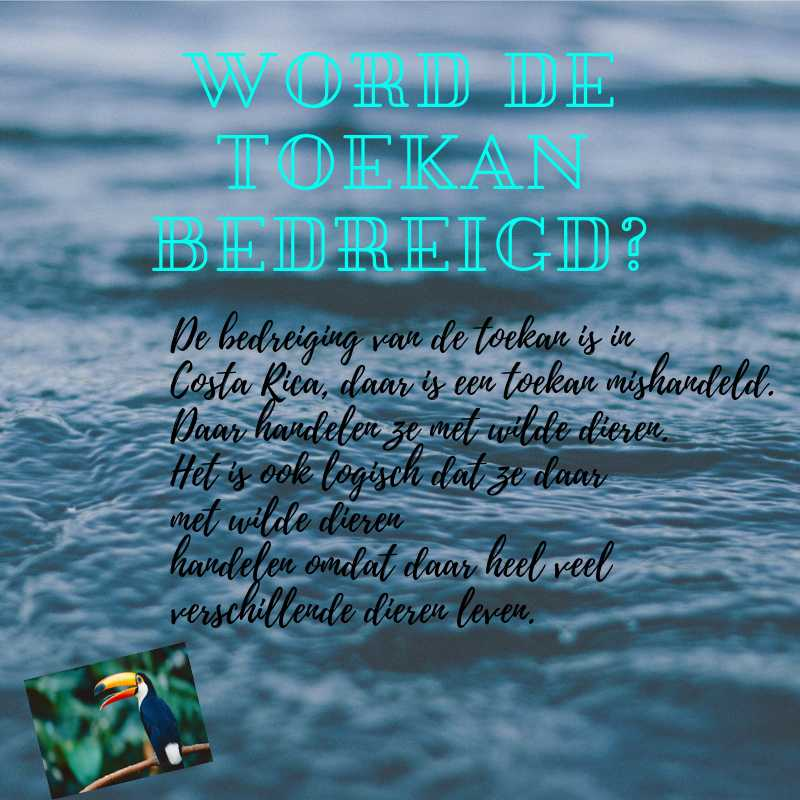 WORD DE
TOEKAN
BEDREIGD?
De bedreiging van de toekan is in
Costa Rica, daar is een toekan mishandeld.
Daar handelen ze met wilde dieren.
Het is ook logisch dat ze daar
met wilde dieren
handelen omdat daar heel veel
verschillende dieren leven.